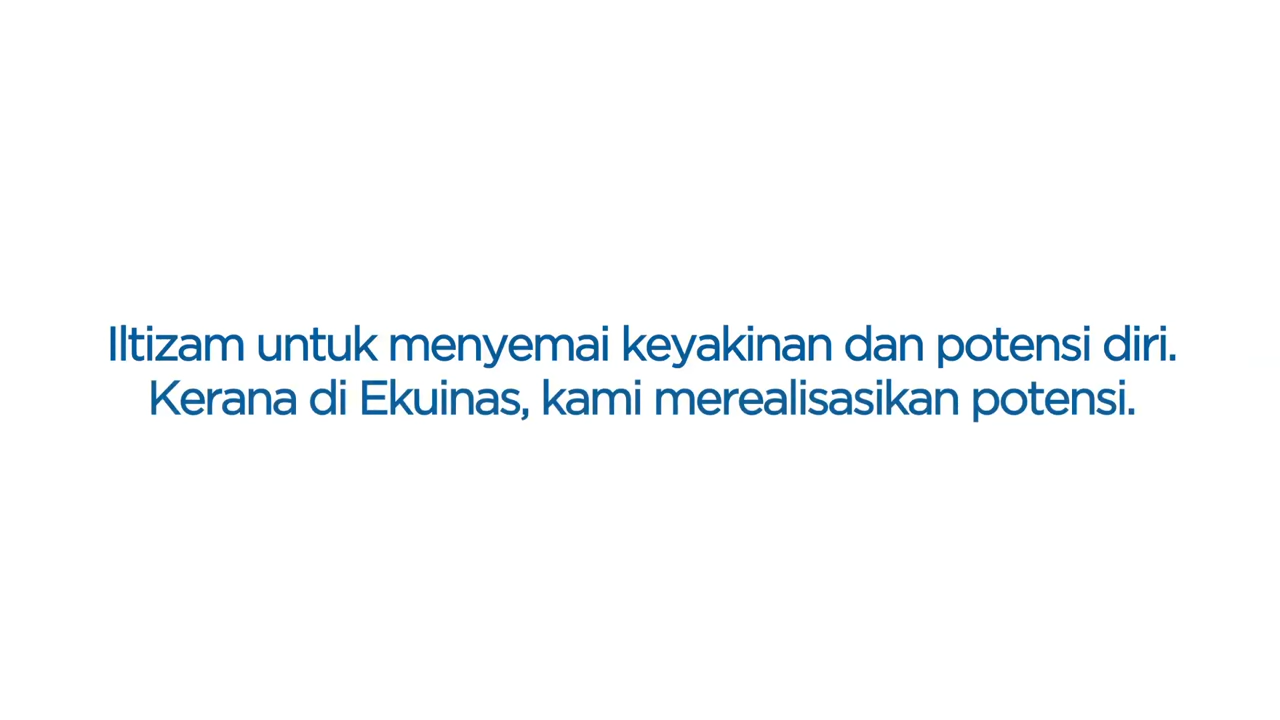 Iltizam untuk menyemai keyakinan dan potensi diri.
Kerana di Ekuinas, kami merealisasikan potensi.